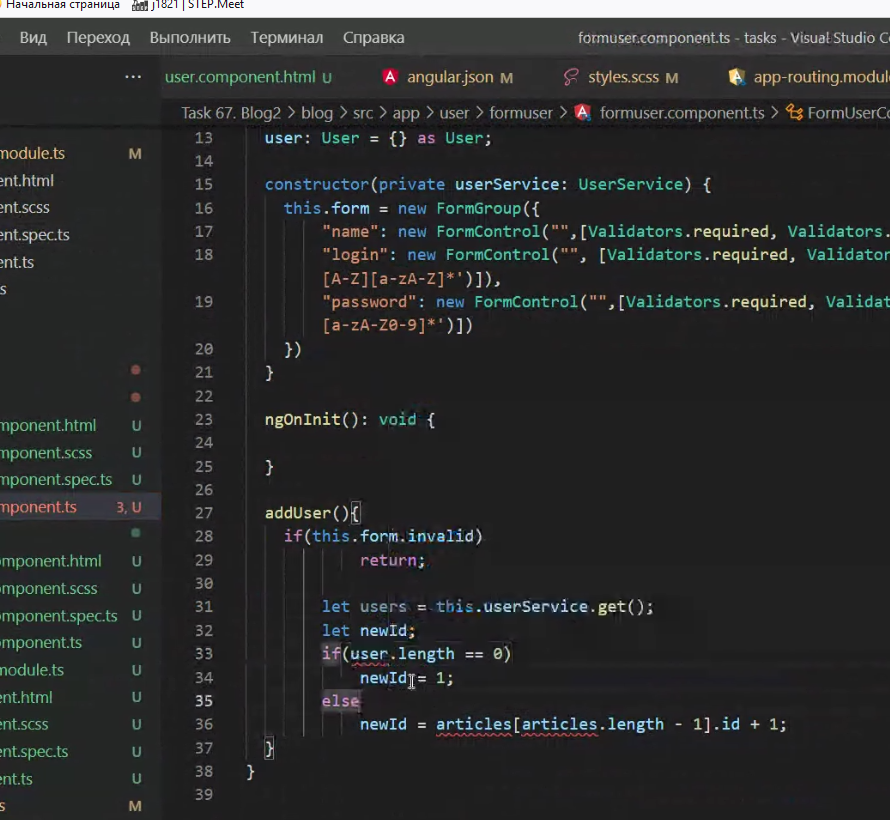 Начальная страница j1821 | STEP.Meet
Вид Переход Выполнить Терминал Справка formuser.component.ts - tasks - Visual Studio Co
··· user.component.html U angular.json M styles.scss M app-routing.module
Task 67. Blog2 > blog > src > app > user > formuser > formuser.component.ts > FormUserCo
module.ts M
ent.html
ent.scss
ent.spec.ts
ent.ts
s
mponent.html U
mponent.scss U
mponent.spec.ts U
mponent.ts 3, U
omponent.html U
omponent.scss U
omponent.spec.ts U
omponent.ts U
module.ts U
ent.html U
ent.scss U
ent.spec.ts U
ent.ts U
s M
13 user: User = {} as User;
14
15 constructor(private userService: UserService) {
16 this.form = new FormGroup({
17 "name": new FormControl("",[Validators.required, Validators.
18 "login": new FormControl("", [Validators.required, Validator
[A-Z][a-zA-Z]*')]),
19 "password": new FormControl("",[Validators.required, Validat
[a-zA-Z0-9]*')])
20 })
21 }
22
23 ngOnInit(): void {
24
25 }
26
27 addUser(){
28 if(this.form.invalid)
29 return;
30
31 let users = this.userService.get();
32 let newId;
33 if(user.length == 0)
34 newId = 1;
35 else
36 newId = articles[articles.length - 1].id + 1;
37 }
38 }
39